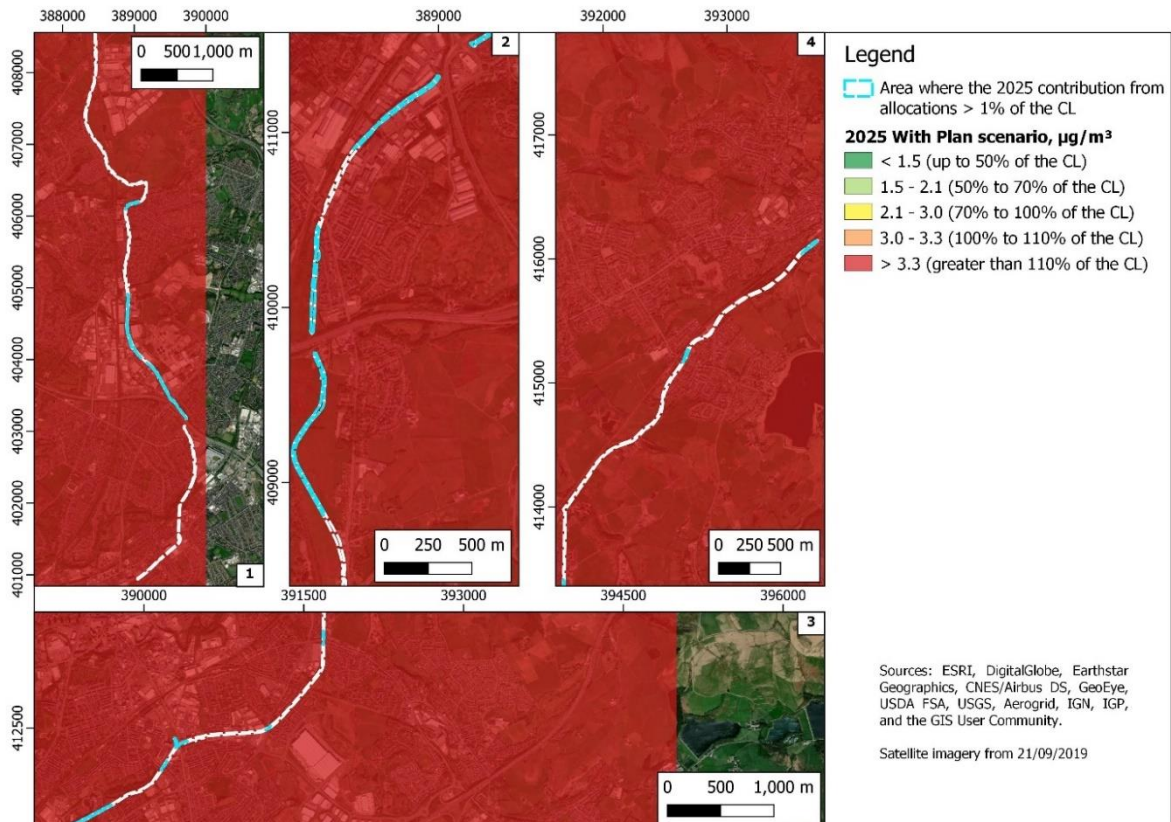 388000 389000 390000
389000
392000 393000
408000
407000
406000
405000
404000
403000
402000
401000
0 500 1,000 m
1
411000
410000
409000
2
0 250 500 m
417000
416000
415000
414000
4
0 250 500 m
390000 391500 393000 394500 396000
412500
3
0 500 1,000 m
Legend
Area where the 2025 contribution from
allocations > 1% of the CL
2025 With Plan scenario, µg/m³
< 1.5 (up to 50% of the CL)
1.5 - 2.1 (50% to 70% of the CL)
2.1 - 3.0 (70% to 100% of the CL)
3.0 - 3.3 (100% to 110% of the CL)
> 3.3 (greater than 110% of the CL)
Sources: ESRI, DigitalGlobe, Earthstar
Geographics, CNES/Airbus DS, GeoEye,
USDA FSA, USGS, Aerogrid, IGN, IGP,
and the GIS User Community.
Satellite imagery from 21/09/2019